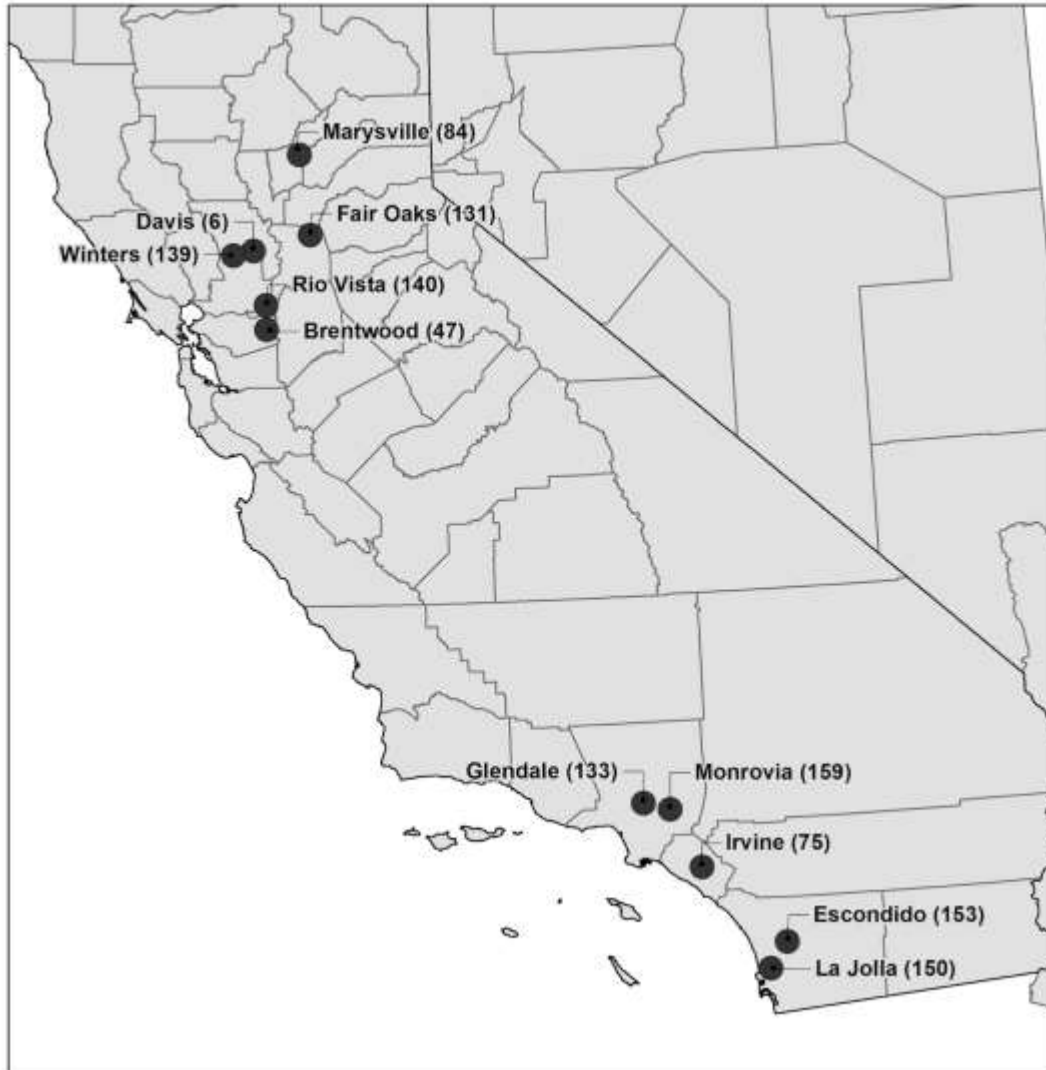 Marysville (84)
Fair Oaks (131)
Davis (6)
Winters (139)
Rio Vista (140)
Brentwood (47)
Glendale (133)
Monrovia (159)
Irvine (75)
Escondido (153)
La Jolla (150)